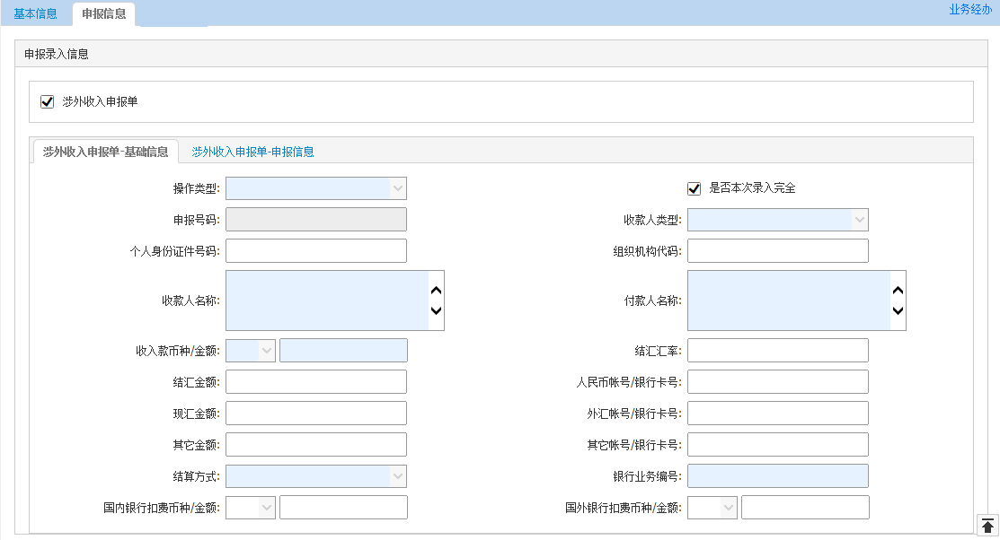 基本信息 申报信息 业务经办
申报录入信息
涉外收入申报单
涉外收入申报单-基础信息 涉外收入申报单-申报信息
操作类型: 是否本次录入完全
申报号码: 收款人类型:
个人身份证件号码: 组织机构代码:
收款人名称: 付款人名称:
收入款币种/金额: 结汇汇率:
结汇金额: 人民币帐号/银行卡号:
现汇金额: 外汇帐号/银行卡号:
其它金额: 其它帐号/银行卡号:
结算方式: 银行业务编号:
国内银行扣费币种/金额: 国外银行扣费币种/金额: